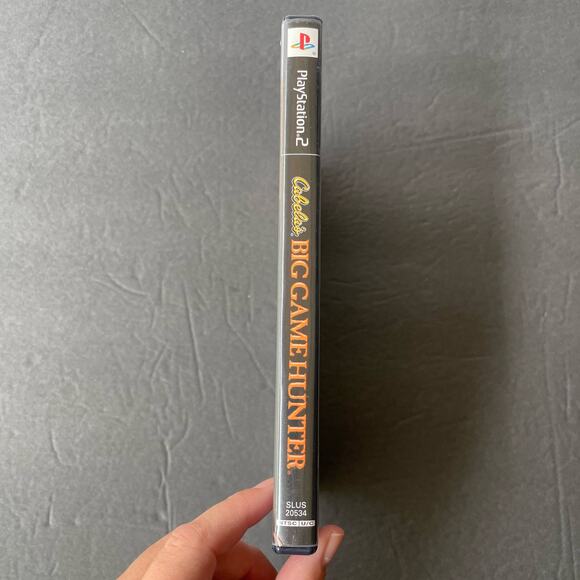 PlayStation.2
Cabela's BIG GAME HUNTER
SLUS
20534
NTSC U/C